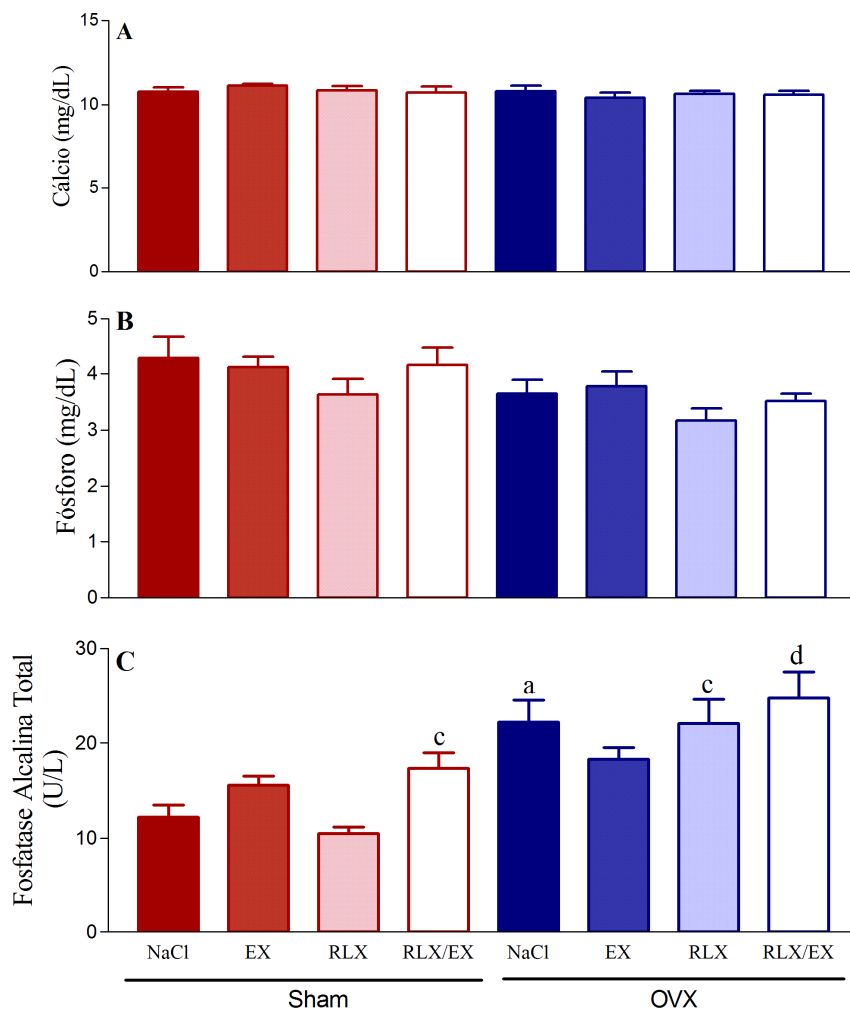 A
15
10
5
0
Cálcio (mg/dL)
B
5
4
3
2
1
0
Fósforo (mg/dL)
C
30
20
10
0
Fosfatase Alcalina Total
(U/L)
c
a
c
d
NaCl EX RLX RLX/EX NaCl EX RLX RLX/EX
Sham OVX